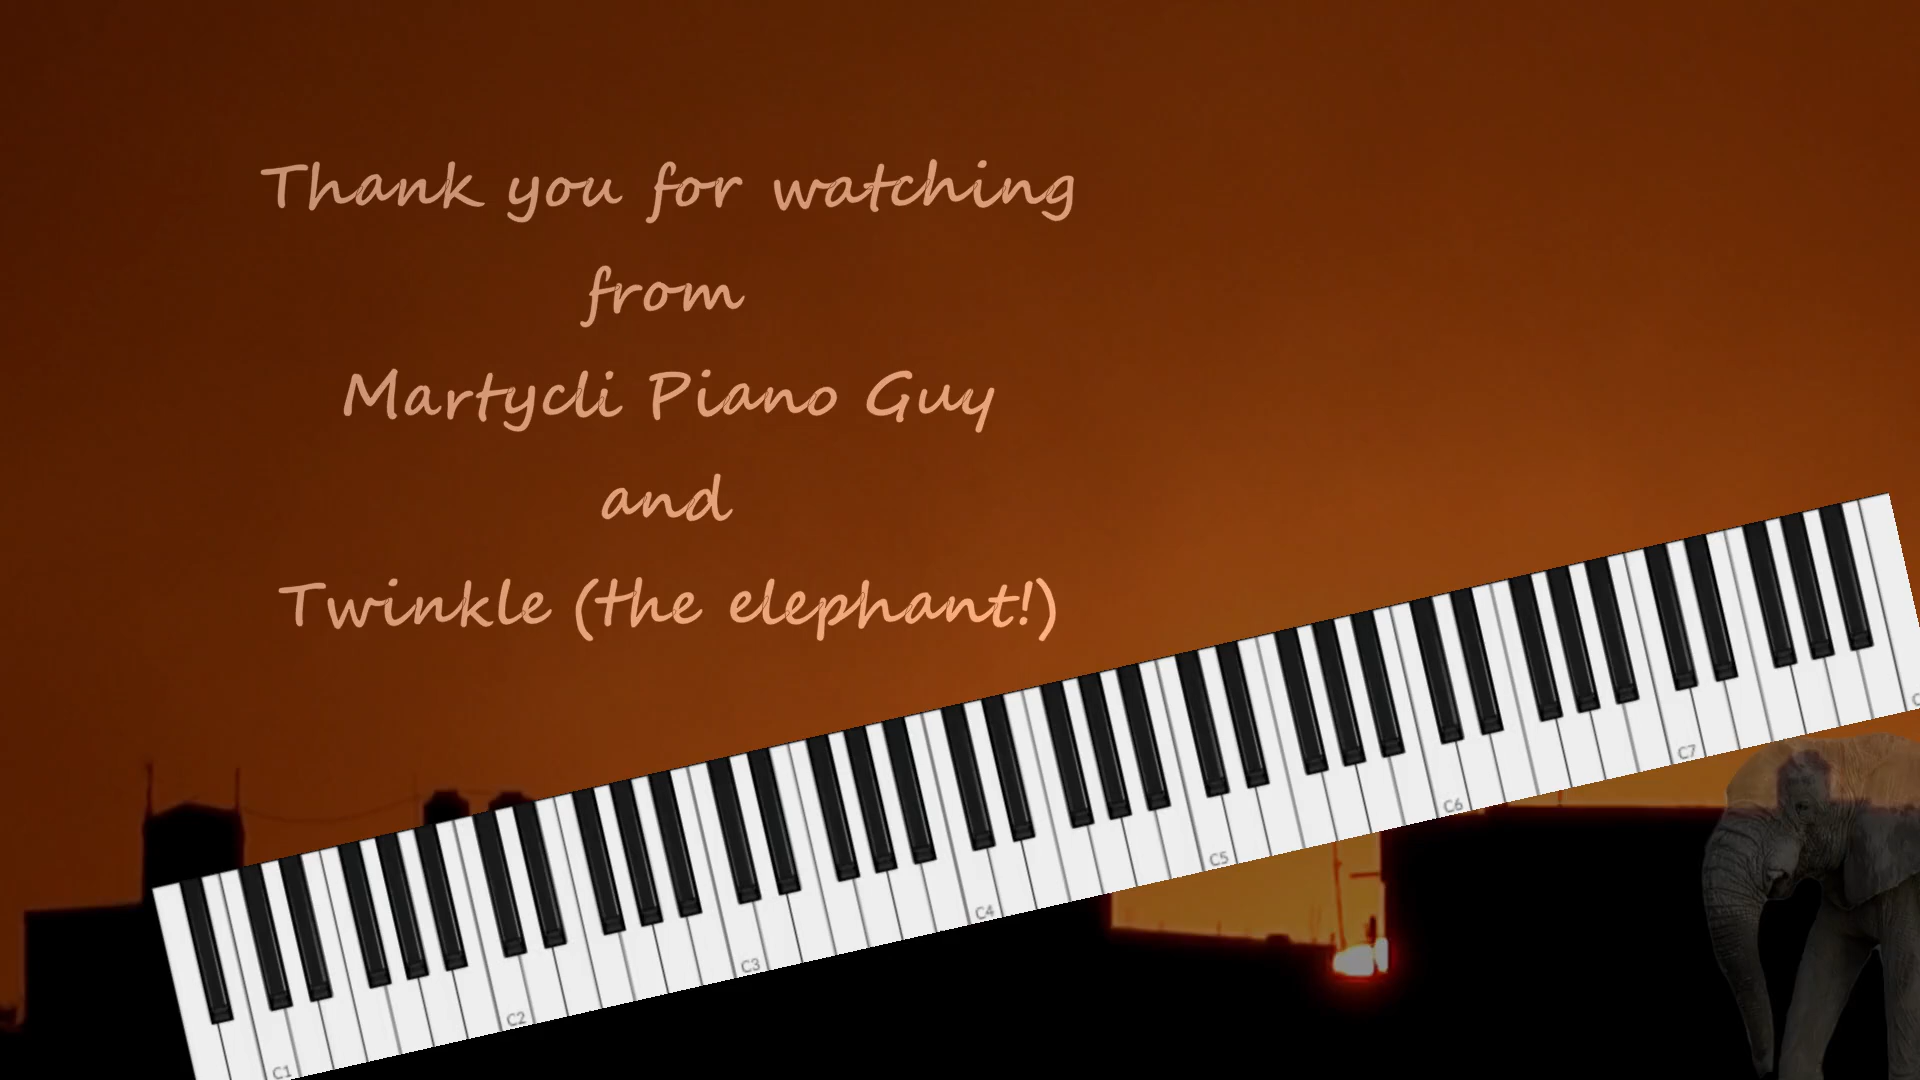 Thank you for watching
from
Martycli Piano Guy
and
Twinkle (the elephant!)
C1
C2
C3
C4
C5
C6
C7